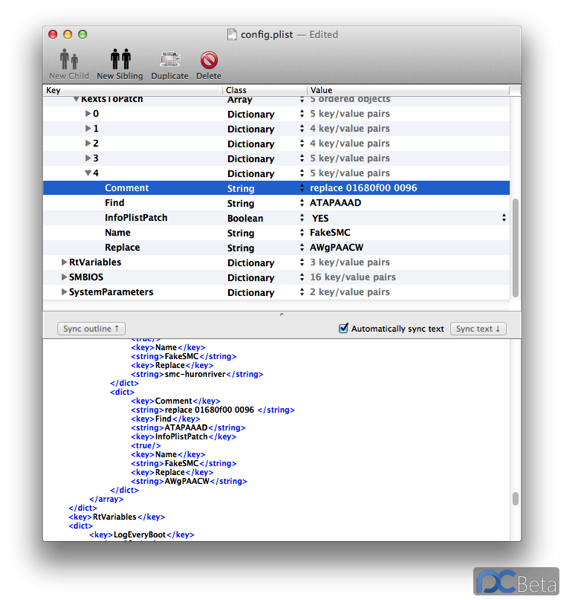 config.plist — Edited
New Child New Sibling Duplicate Delete
Key Class Value
KextsToPatch Array 5 ordered objects
0 Dictionary 5 key/value pairs
1 Dictionary 4 key/value pairs
2 Dictionary 4 key/value pairs
3 Dictionary 5 key/value pairs
4 Dictionary 5 key/value pairs
Comment String replace 01680f00 0096
Find String ATAPAAAD
InfoPlistPatch Boolean YES
Name String FakeSMC
Replace String AWgPAACW
RtVariables Dictionary 3 key/value pairs
SMBIOS Dictionary 16 key/value pairs
SystemParameters Dictionary 2 key/value pairs
Sync outline ↑ Automatically sync text Sync text ↓
<true/>
<key>Name</key>
<string>FakeSMC</string>
<key>Replace</key>
<string>smc-huronriver</string>
</dict>
<dict>
<key>Comment</key>
<string>replace 01680f00 0096 </string>
<key>Find</key>
<string>ATAPAAAD</string>
<key>InfoPlistPatch</key>
<true/>
<key>Name</key>
<string>FakeSMC</string>
<key>Replace</key>
<string>AWgPAACW</string>
</dict>
</array>
</dict>
<key>RtVariables</key>
<dict>
<key>LogEveryBoot</key>
PCBeta